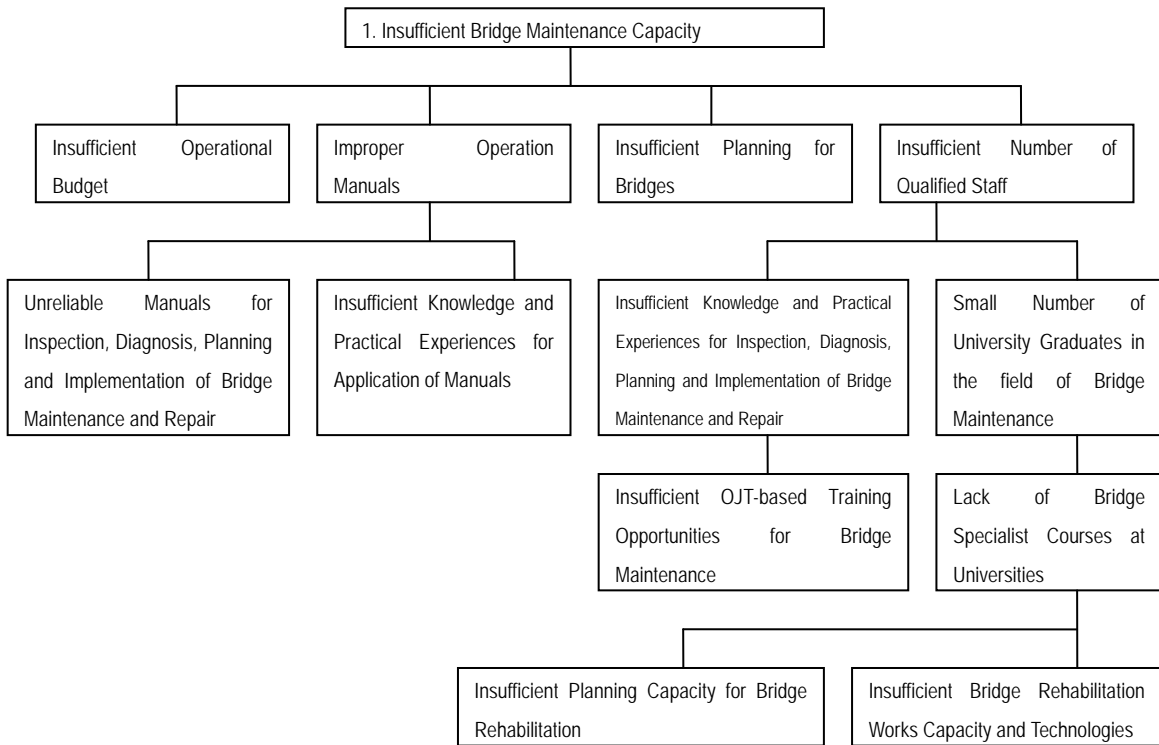 1. Insufficient Bridge Maintenance Capacity
Insufficient Operational
Budget
Improper Operation
Manuals
Insufficient Planning for
Bridges
Insufficient Number of
Qualified Staff
Unreliable Manuals for
Inspection, Diagnosis, Planning
and Implementation of Bridge
Maintenance and Repair
Insufficient Knowledge and
Practical Experiences for
Application of Manuals
Insufficient Knowledge and Practical
Experiences for Inspection, Diagnosis,
Planning and Implementation of Bridge
Maintenance and Repair
Small Number of
University Graduates in
the field of Bridge
Maintenance
Insufficient OJT-based Training
Opportunities for Bridge
Maintenance
Lack of Bridge
Specialist Courses at
Universities
Insufficient Planning Capacity for Bridge
Rehabilitation
Insufficient Bridge Rehabilitation
Works Capacity and Technologies